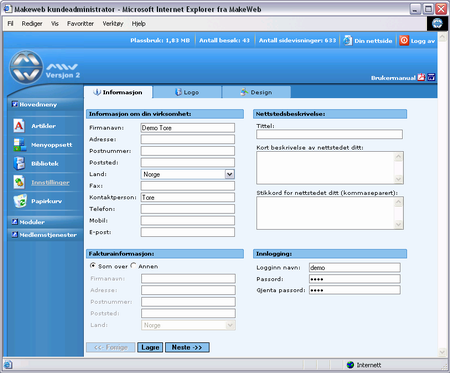 Makeweb kundeadministrator - Microsoft Internet Explorer fra MakeWeb
Fil Rediger Vis Favoritter Verktøy Hjelp
Plassbruk: 1,83 MB Antall besøk: 43 Antall sidevisninger: 633 Din nettside Logg av
Versjon 2
Brukermanual
Hovedmeny
Artikler
Menyoppsett
Bibliotek
Innstillinger
Papirkurv
Moduler
Medlemstjenester
Informasjon Logo Design
Informasjon om din virksomhet:
Firmanavn: Demo Tore
Adresse:
Postnummer:
Poststed:
Land: Norge
Fax:
Kontaktperson: Tore
Telefon:
Mobil:
E-post:
Nettstedsbeskrivelse:
Tittel:
Kort beskrivelse av nettstedet ditt:
Stikkord for nettstedet ditt (kommaseparert):
Fakturainformasjon:
Som over Annen
Firmanavn:
Adresse:
Postnummer:
Poststed:
Land: Norge
Innlogging:
Logginn navn: demo
Passord: ••••
Gjenta passord: ••••
<<- Forrige Lagre Neste ->>
Internett